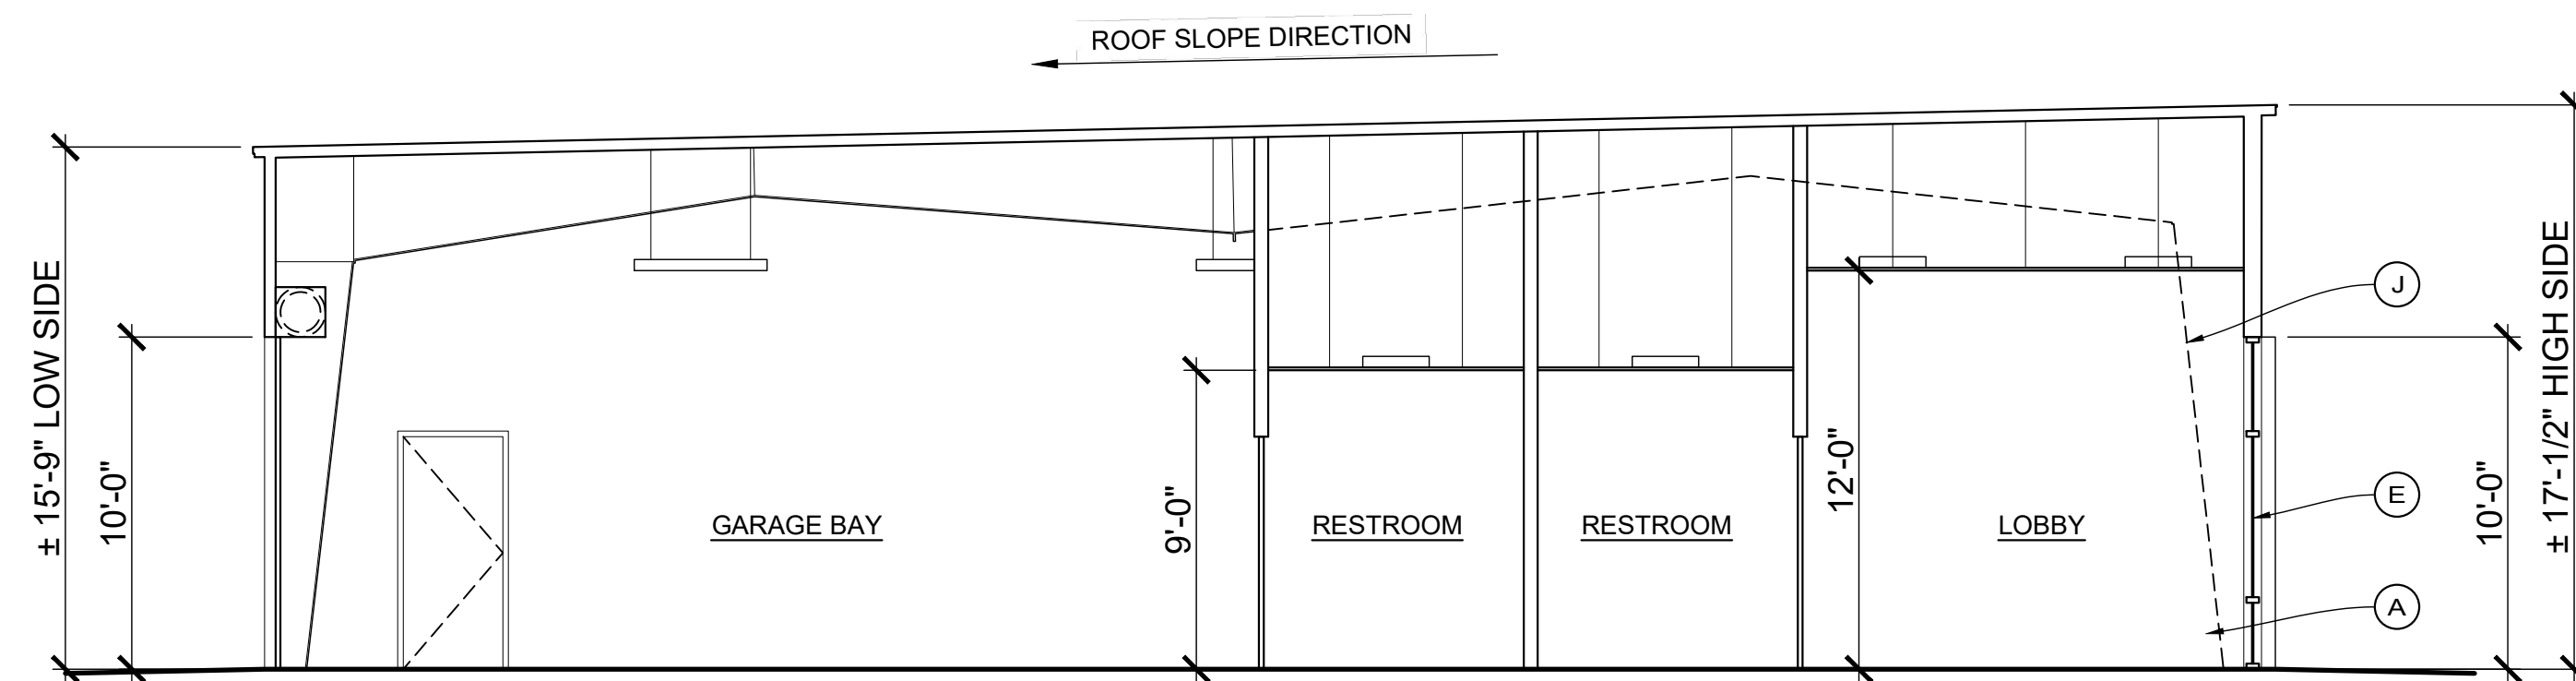 ROOF SLOPE DIRECTION
± 15'-9" LOW SIDE
10'-0"
GARAGE BAY
9'-0"
RESTROOM
RESTROOM
12'-0"
LOBBY
J
E
A
10'-0"
± 17'-1/2" HIGH SIDE